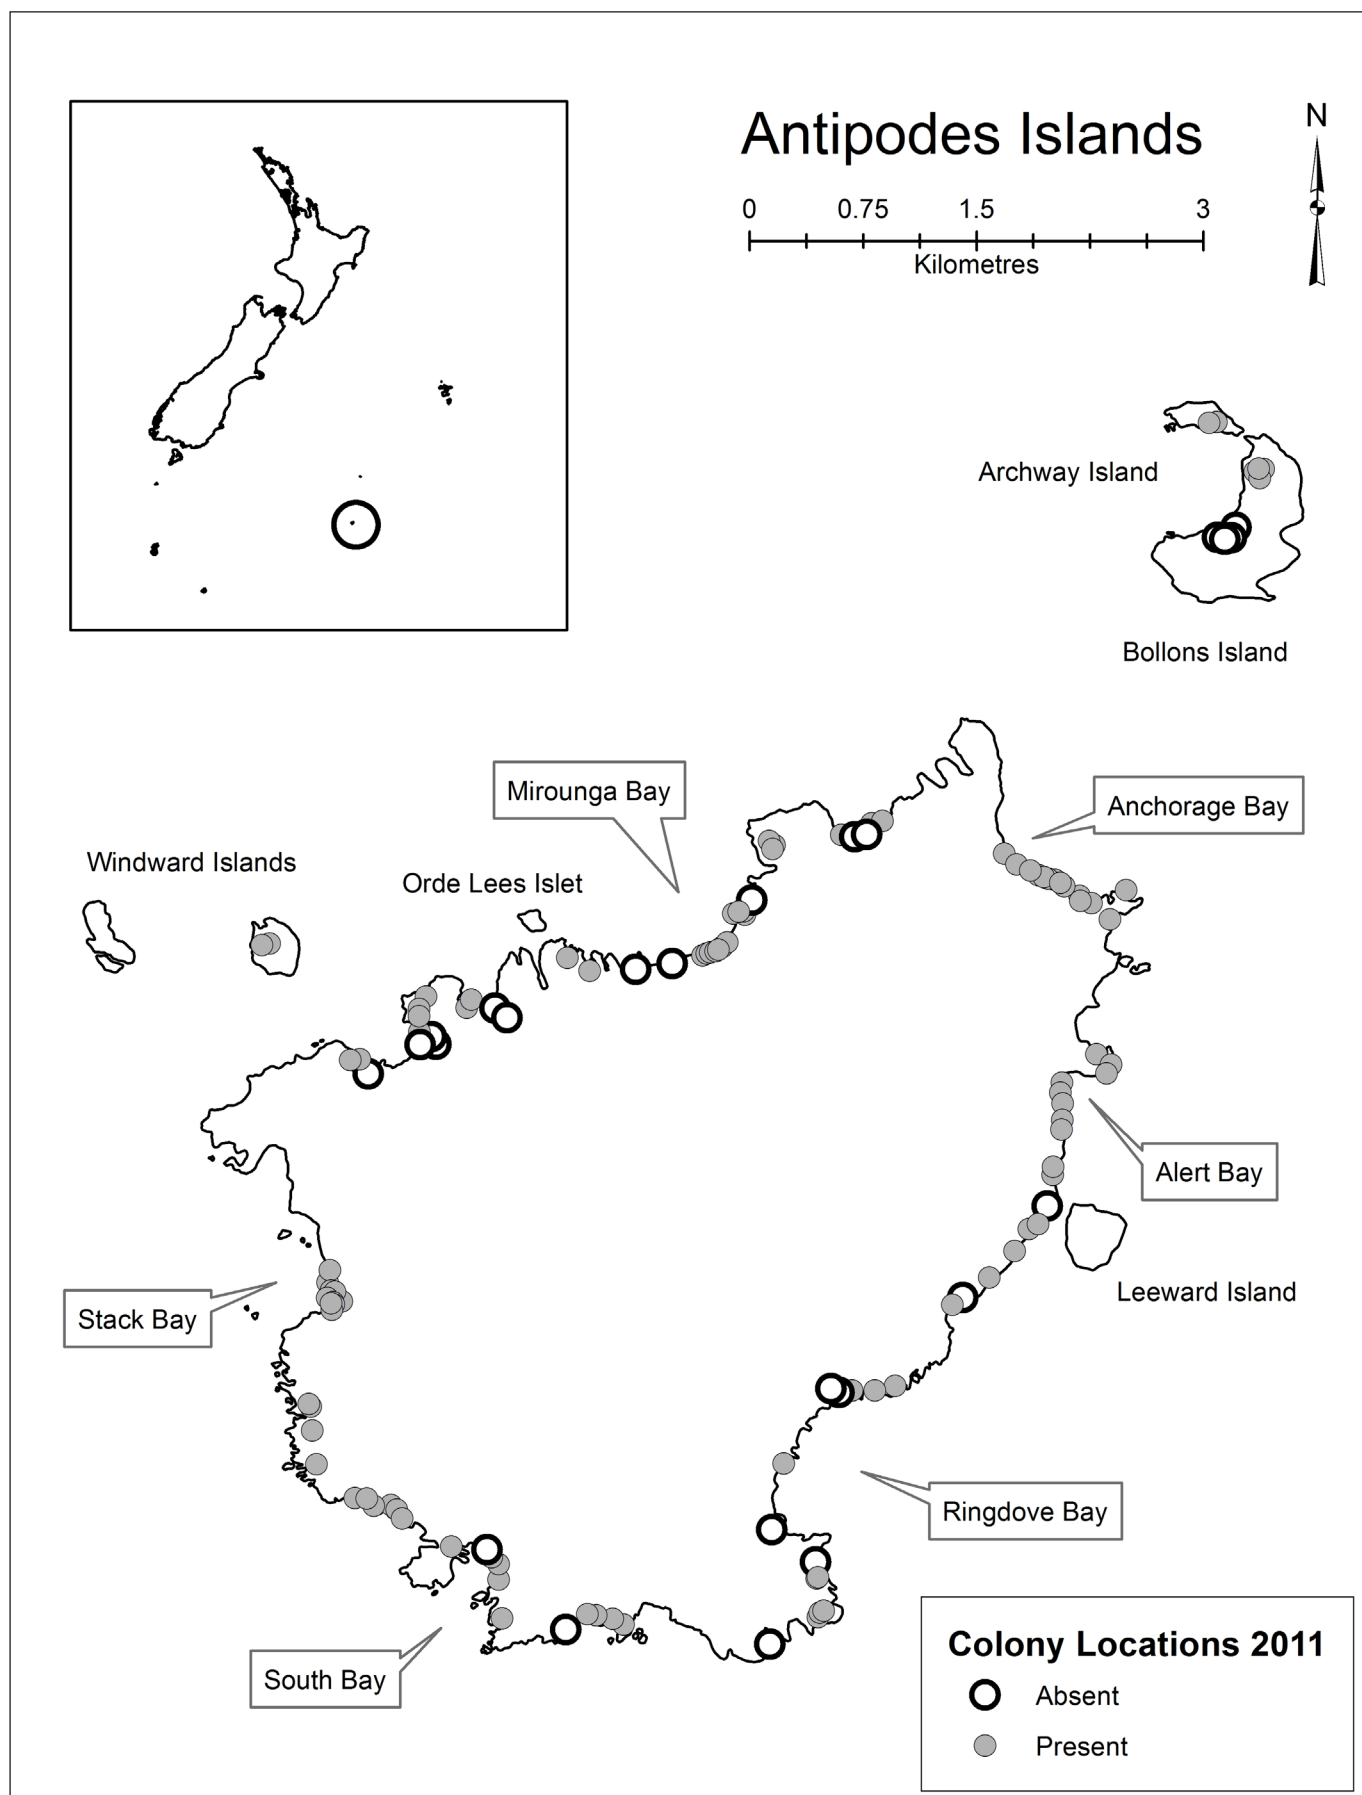 Antipodes Islands
N
0 0.75 1.5 3
Kilometres
Archway Island
Bollons Island
Mirounga Bay
Anchorage Bay
Windward Islands
Orde Lees Islet
Alert Bay
Leeward Island
Stack Bay
Ringdove Bay
South Bay
Colony Locations 2011
Absent
Present